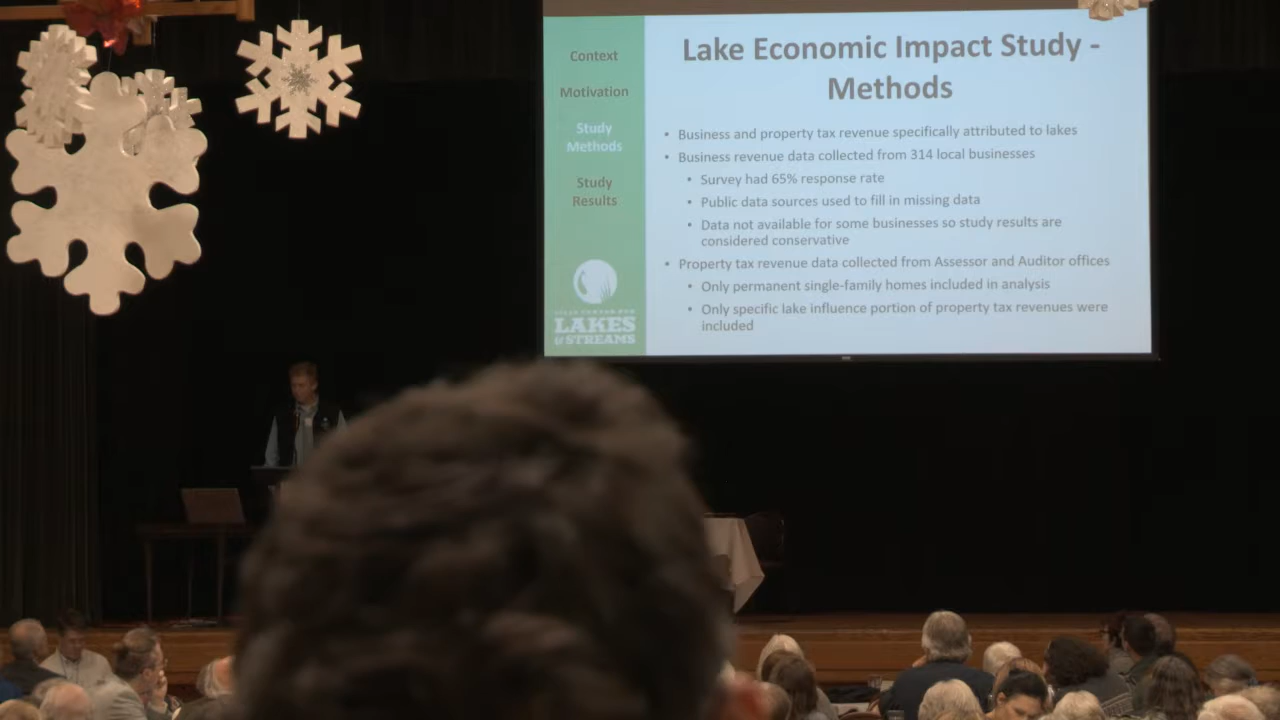 Context
Motivation
Study
Methods
Study
Results
LAKES
& STREAMS
Lake Economic Impact Study -
Methods
• Business and property tax revenue specifically attributed to lakes
• Business revenue data collected from 314 local businesses
• Survey had 65% response rate
• Public data sources used to fill in missing data
• Data not available for some businesses so study results are
considered conservative
• Property tax revenue data collected from Assessor and Auditor offices
• Only permanent single-family homes included in analysis
• Only specific lake influence portion of property tax revenues were
included